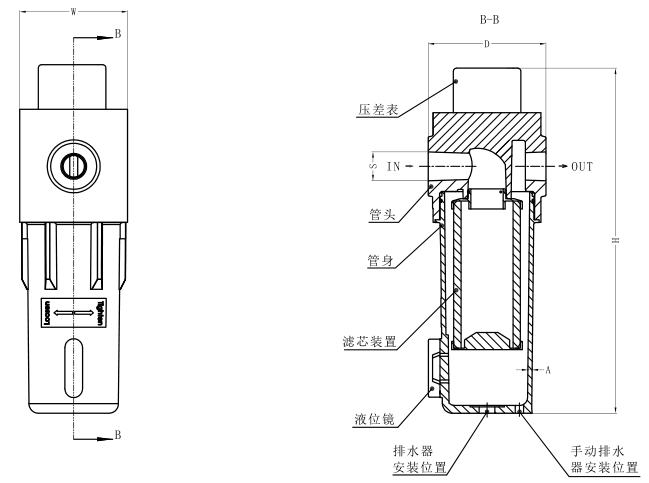 W
B
B
Tighten
Loosen
B-B
D
压差表
S
IN
OUT
管头
管身
H
滤芯装置
A
液位镜
排水器
安装位置
手动排水
器安装位置